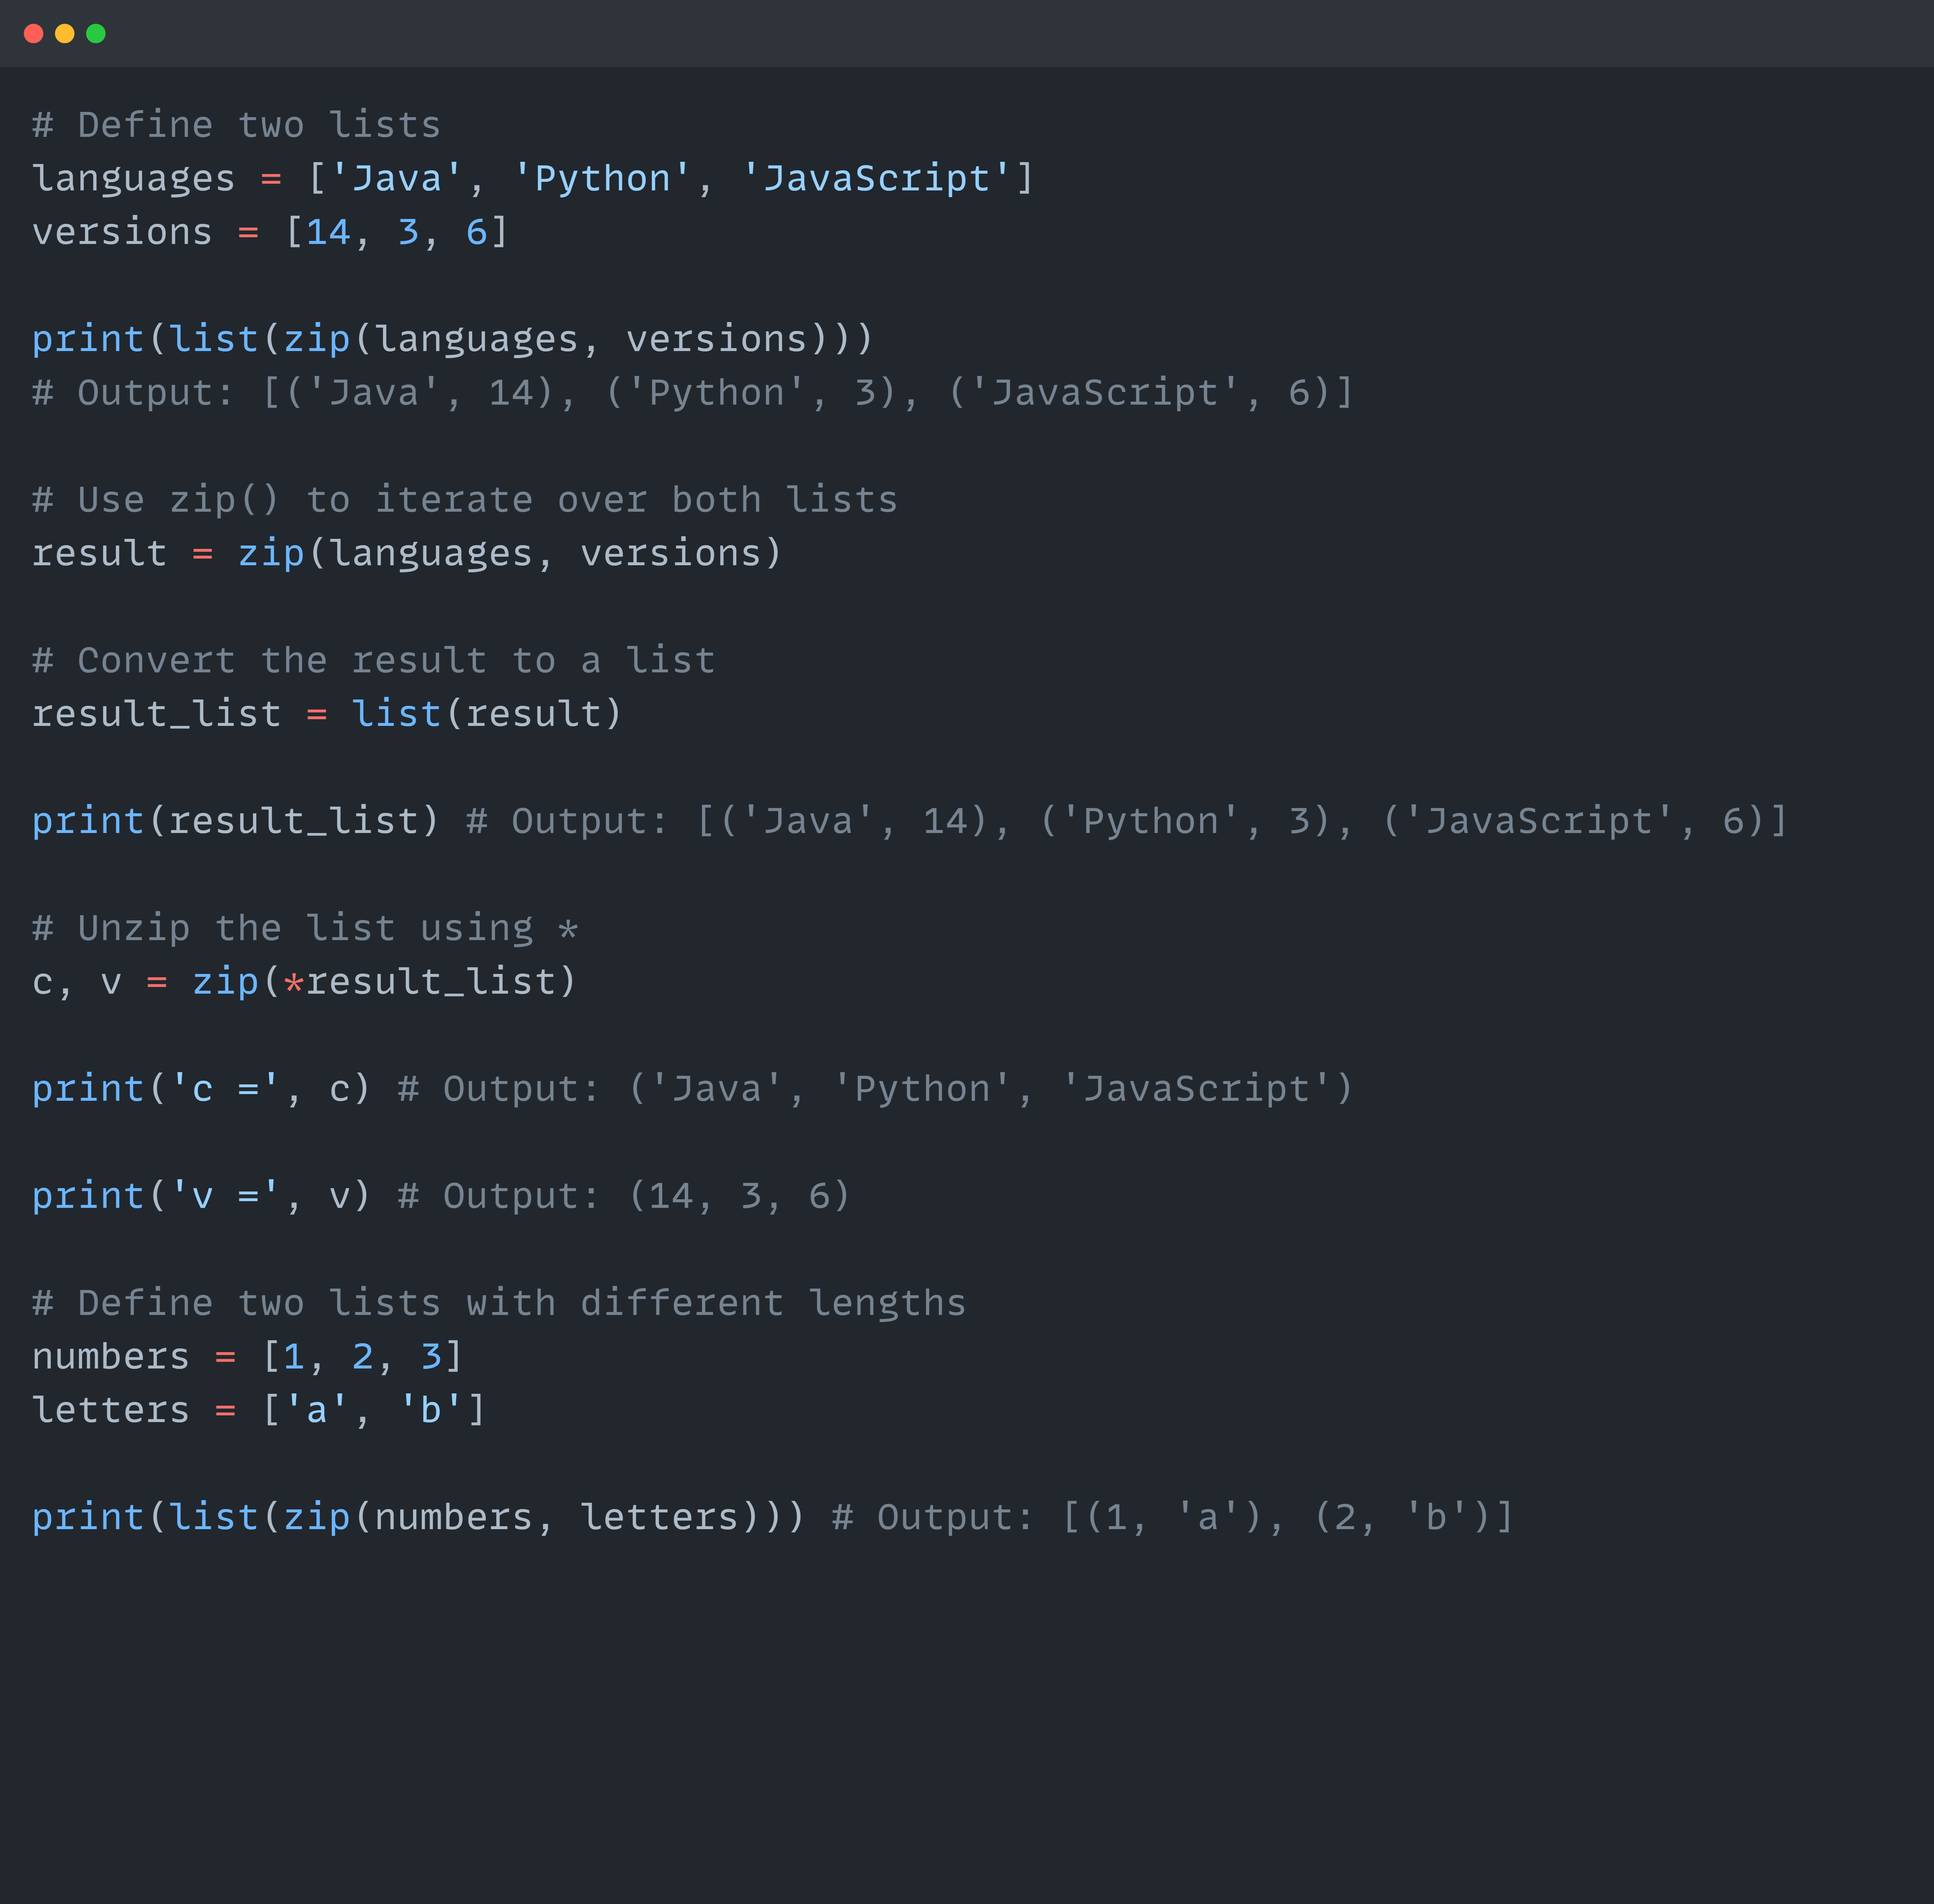 # Define two lists
languages = ['Java', 'Python', 'JavaScript']
versions = [14, 3, 6]
print(list(zip(languages, versions)))
# Output: [('Java', 14), ('Python', 3), ('JavaScript', 6)]
# Use zip() to iterate over both lists
result = zip(languages, versions)
# Convert the result to a list
result_list = list(result)
print(result_list) # Output: [('Java', 14), ('Python', 3), ('JavaScript', 6)]
# Unzip the list using *
c, v = zip(*result_list)
print('c =', c) # Output: ('Java', 'Python', 'JavaScript')
print('v =', v) # Output: (14, 3, 6)
# Define two lists with different lengths
numbers = [1, 2, 3]
letters = ['a', 'b']
print(list(zip(numbers, letters))) # Output: [(1, 'a'), (2, 'b')]